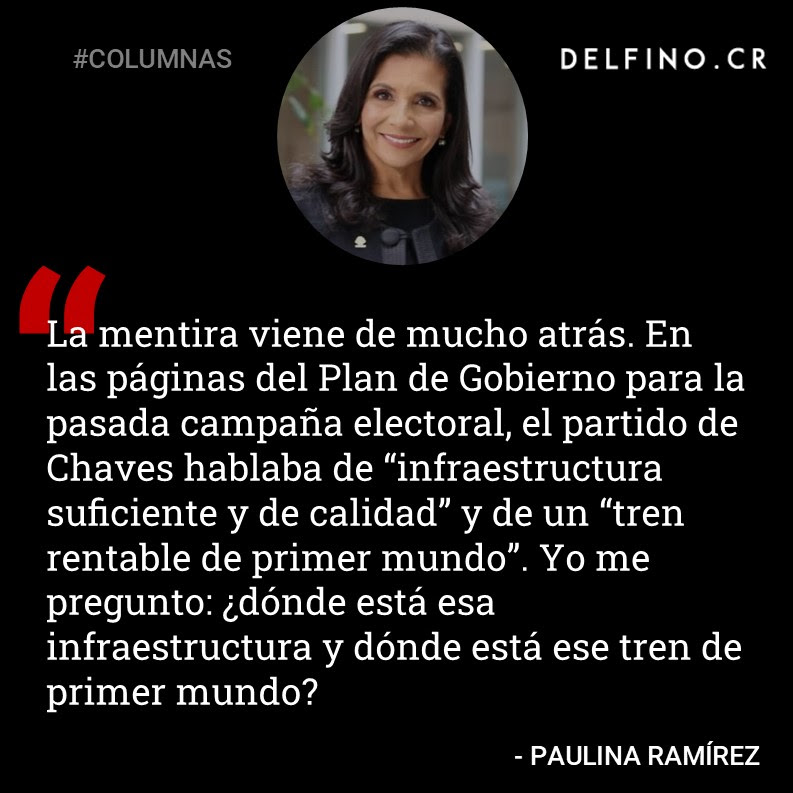 #COLUMNAS
DELFINO.CR
“
La mentira viene de mucho atrás. En
las páginas del Plan de Gobierno para la
pasada campaña electoral, el partido de
Chaves hablaba de “infraestructura
suficiente y de calidad” y de un “tren
rentable de primer mundo”. Yo me
pregunto: ¿dónde está esa
infraestructura y dónde está ese tren de
primer mundo?
- PAULINA RAMÍREZ